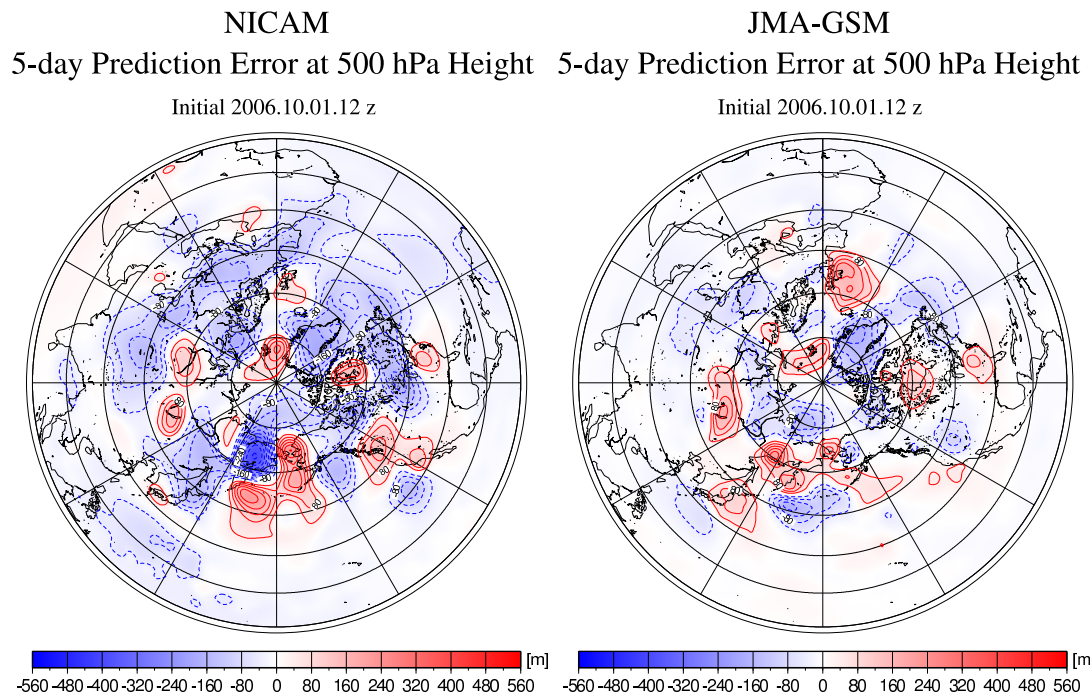 NICAM
5-day Prediction Error at 500 hPa Height
Initial 2006.10.01.12 z
[m]
-560 -480 -400 -320 -240 -160 -80 0 80 160 240 320 400 480 560
JMA-GSM
5-day Prediction Error at 500 hPa Height
Initial 2006.10.01.12 z
[m]
-560 -480 -400 -320 -240 -160 -80 0 80 160 240 320 400 480 560